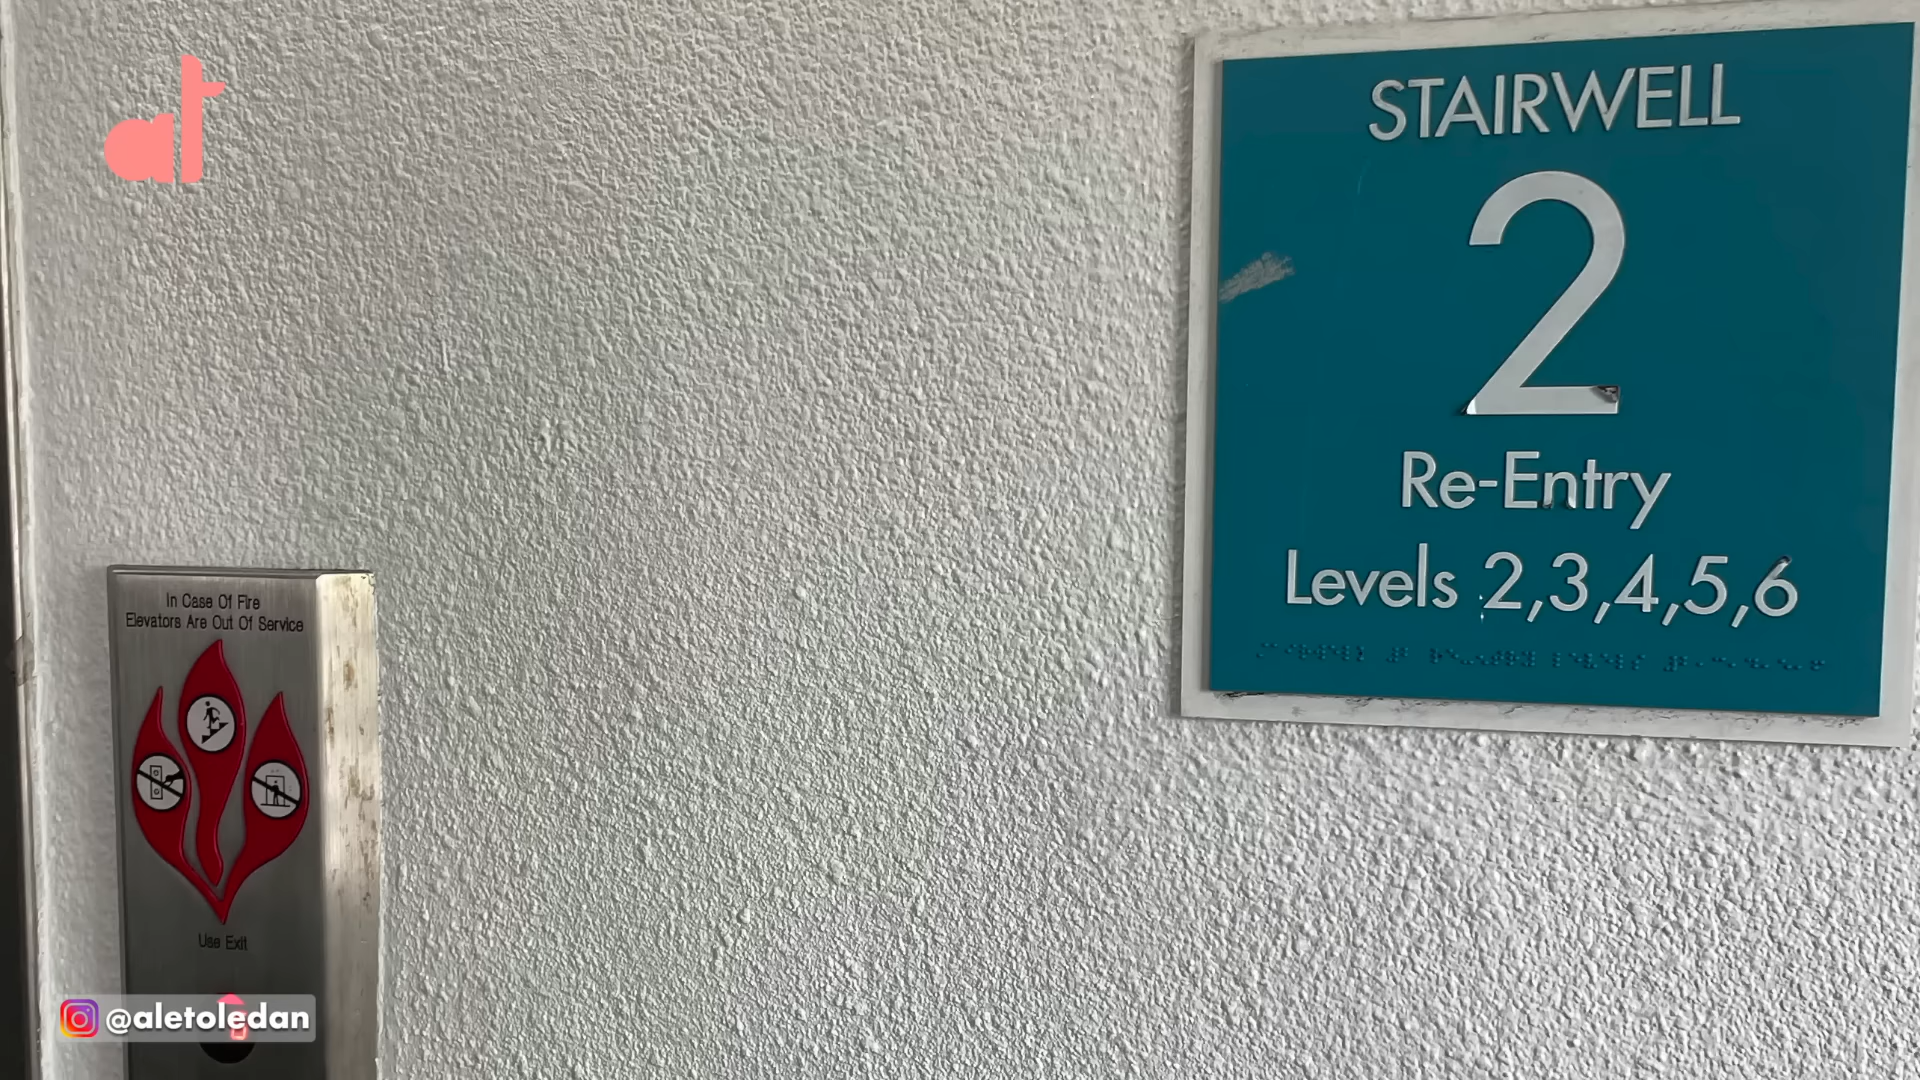 at
STAIRWELL
2
Re-Entry
Levels 2,3,4,5,6
In Case Of Fire
Elevators Are Out Of Service
Use Exit
@aletoledan